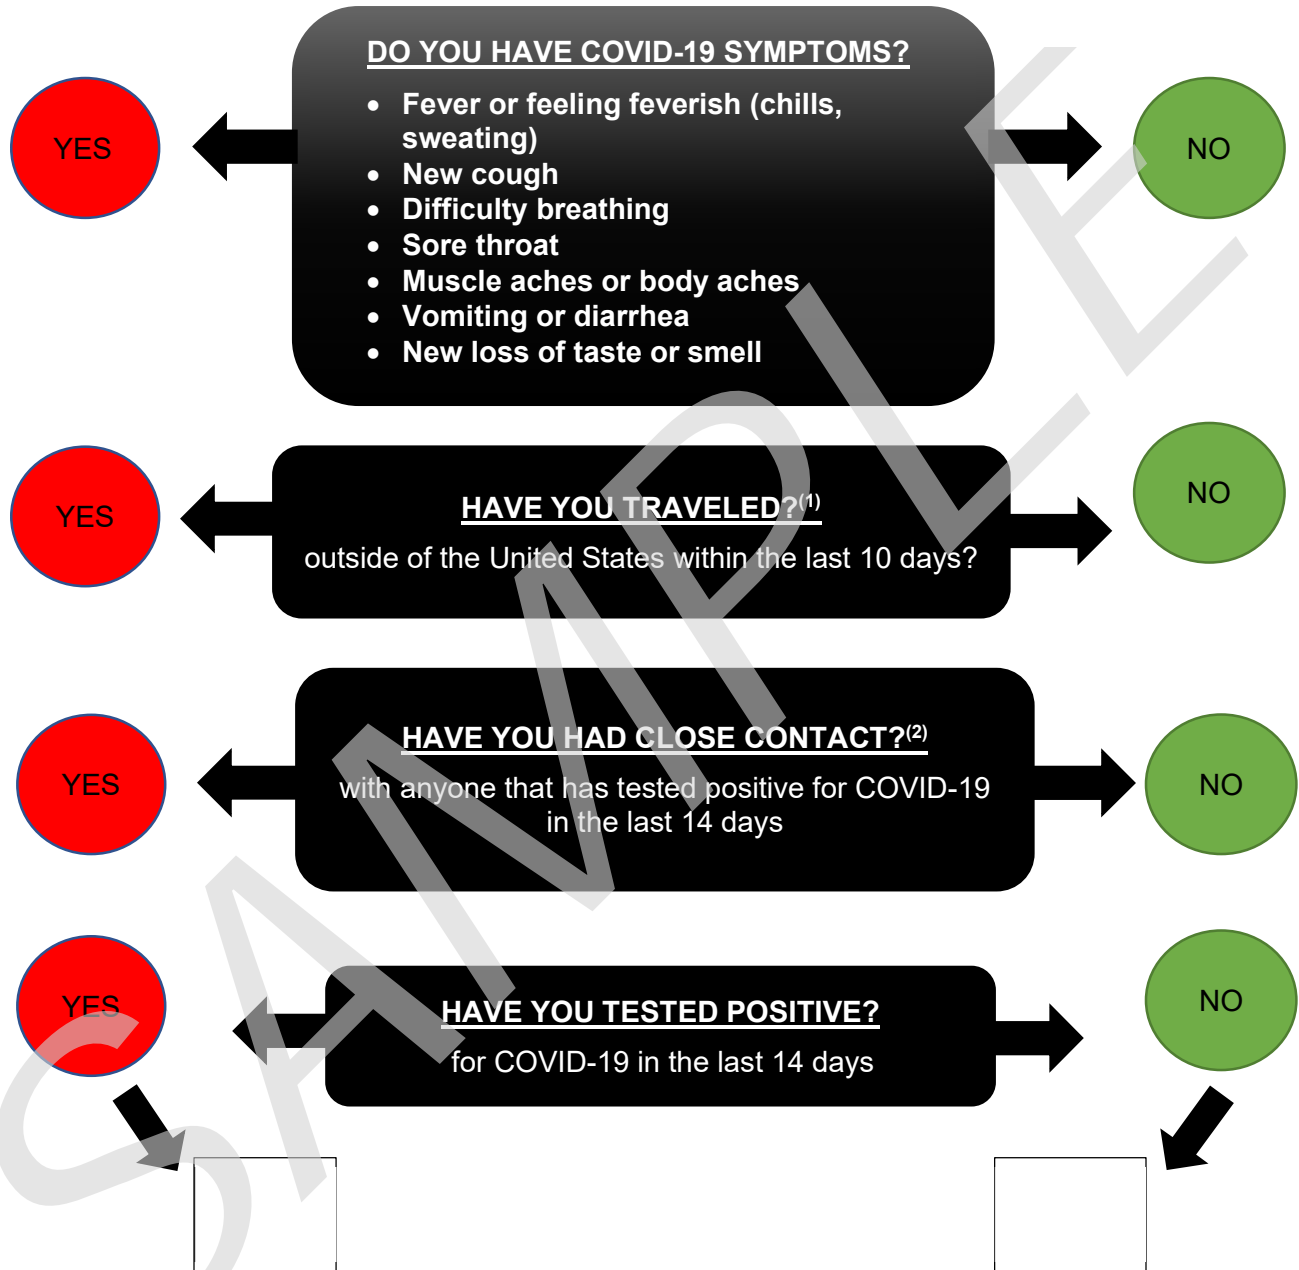 DO YOU HAVE COVID-19 SYMPTOMS?
• Fever or feeling feverish (chills,
sweating)
• New cough
• Difficulty breathing
• Sore throat
• Muscle aches or body aches
• Vomiting or diarrhea
• New loss of taste or smell
YES
NO
HAVE YOU TRAVELED?(1)
outside of the United States within the last 10 days?
YES
NO
HAVE YOU HAD CLOSE CONTACT?(2)
with anyone that has tested positive for COVID-19
in the last 14 days
YES
NO
HAVE YOU TESTED POSITIVE?
for COVID-19 in the last 14 days
YES
NO
SAMPLE